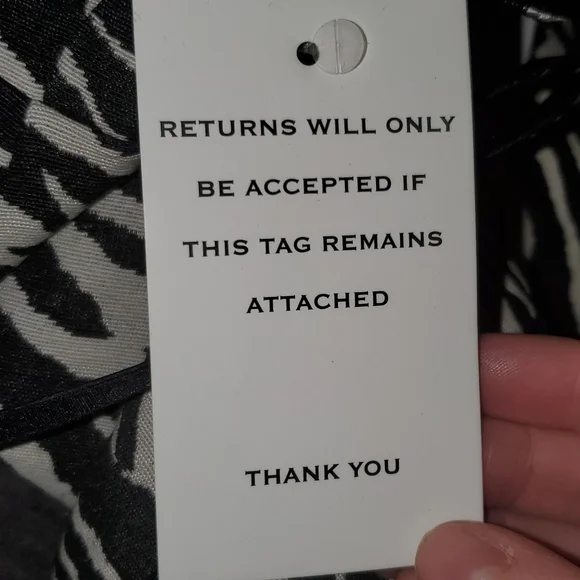 RETURNS WILL ONLY
BE ACCEPTED IF
THIS TAG REMAINS
ATTACHED
THANK YOU